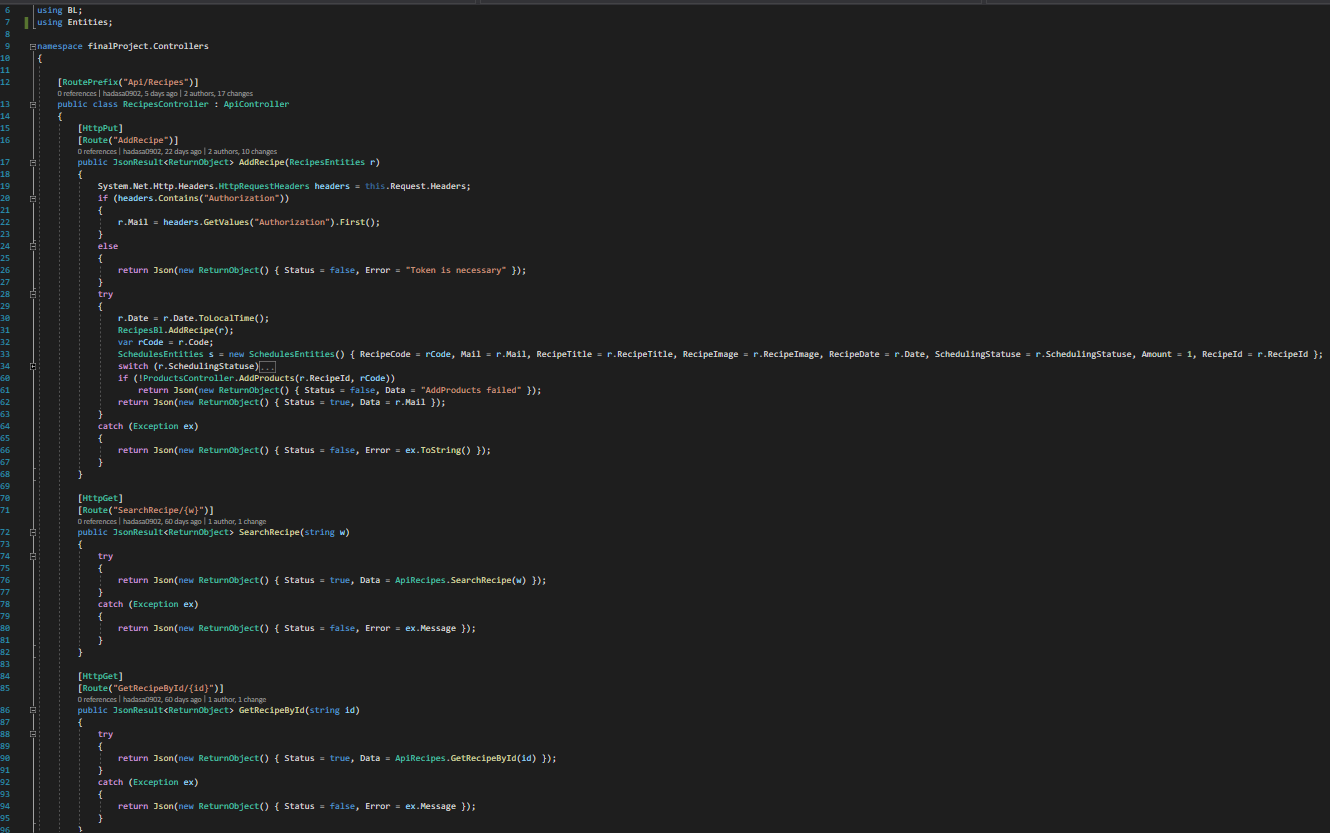 6 using BL;
7 using Entities;
8
9 namespace finalProject.Controllers
10 {
11
12 [RoutePrefix("Api/Recipes")]
0 references | hadasa0902, 5 days ago | 2 authors, 17 changes
13 public class RecipesController : ApiController
14 {
15 [HttpPut]
16 [Route("AddRecipe")]
0 references | hadasa0902, 22 days ago | 2 authors, 10 changes
17 public JsonResult<ReturnObject> AddRecipe(RecipesEntities r)
18 {
19 System.Net.Http.Headers.HttpRequestHeaders headers = this.Request.Headers;
20 if (headers.Contains("Authorization"))
21 {
22 r.Mail = headers.GetValues("Authorization").First();
23 }
24 else
25 {
26 return Json(new ReturnObject() { Status = false, Error = "Token is necessary" });
27 }
28 try
29 {
30 r.Date = r.Date.ToLocalTime();
31 RecipesBl.AddRecipe(r);
32 var rCode = r.Code;
33 SchedulesEntities s = new SchedulesEntities() { RecipeCode = rCode, Mail = r.Mail, RecipeTitle = r.RecipeTitle, RecipeImage = r.RecipeImage, RecipeDate = r.Date, SchedulingStatuse = r.SchedulingStatuse, Amount = 1, RecipeId = r.RecipeId };
34 switch (r.SchedulingStatuse)...
60 if (!ProductsController.AddProducts(r.RecipeId, rCode))
61 return Json(new ReturnObject() { Status = false, Data = "AddProducts failed" });
62 return Json(new ReturnObject() { Status = true, Data = r.Mail });
63 }
64 catch (Exception ex)
65 {
66 return Json(new ReturnObject() { Status = false, Error = ex.ToString() });
67 }
68 }
69
70 [HttpGet]
71 [Route("SearchRecipe/{w}")]
0 references | hadasa0902, 60 days ago | 1 author, 1 change
72 public JsonResult<ReturnObject> SearchRecipe(string w)
73 {
74 try
75 {
76 return Json(new ReturnObject() { Status = true, Data = ApiRecipes.SearchRecipe(w) });
77 }
78 catch (Exception ex)
79 {
80 return Json(new ReturnObject() { Status = false, Error = ex.Message });
81 }
82 }
83
84 [HttpGet]
85 [Route("GetRecipeById/{id}")]
0 references | hadasa0902, 60 days ago | 1 author, 1 change
86 public JsonResult<ReturnObject> GetRecipeById(string id)
87 {
88 try
89 {
90 return Json(new ReturnObject() { Status = true, Data = ApiRecipes.GetRecipeById(id) });
91 }
92 catch (Exception ex)
93 {
94 return Json(new ReturnObject() { Status = false, Error = ex.Message });
95 }
96 }